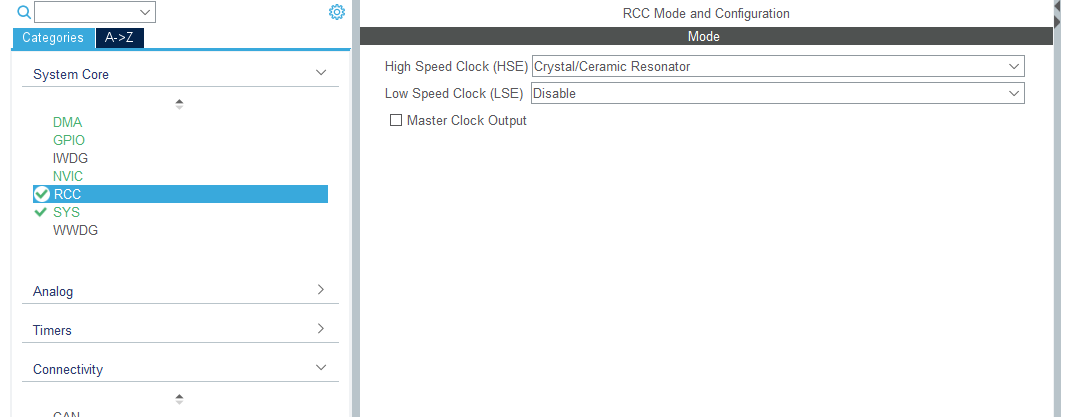 RCC Mode and Configuration
Categories A->Z
Mode
System Core
High Speed Clock (HSE) Crystal/Ceramic Resonator
Low Speed Clock (LSE) Disable
Master Clock Output
DMA
GPIO
IWDG
NVIC
RCC
SYS
WWDG
Analog
Timers
Connectivity
CAN